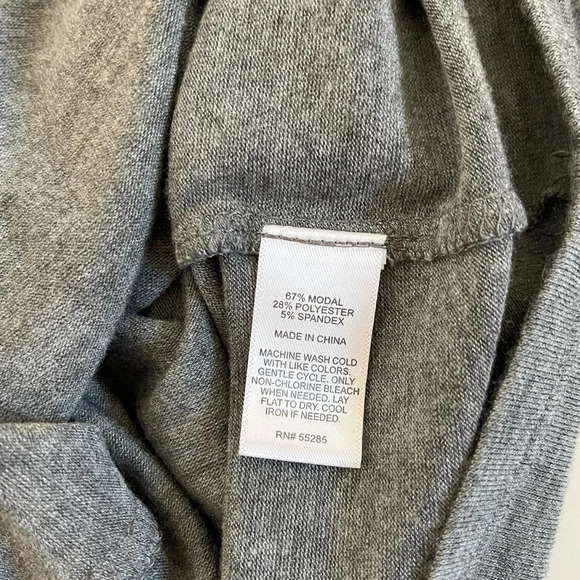 67% MODAL
28% POLYESTER
5% SPANDEX
MADE IN CHINA
MACHINE WASH COLD
WITH LIKE COLORS.
GENTLE CYCLE. ONLY
NON-CHLORINE BLEACH
WHEN NEEDED. LAY
FLAT TO DRY. COOL
IRON IF NEEDED.
RN# 55285